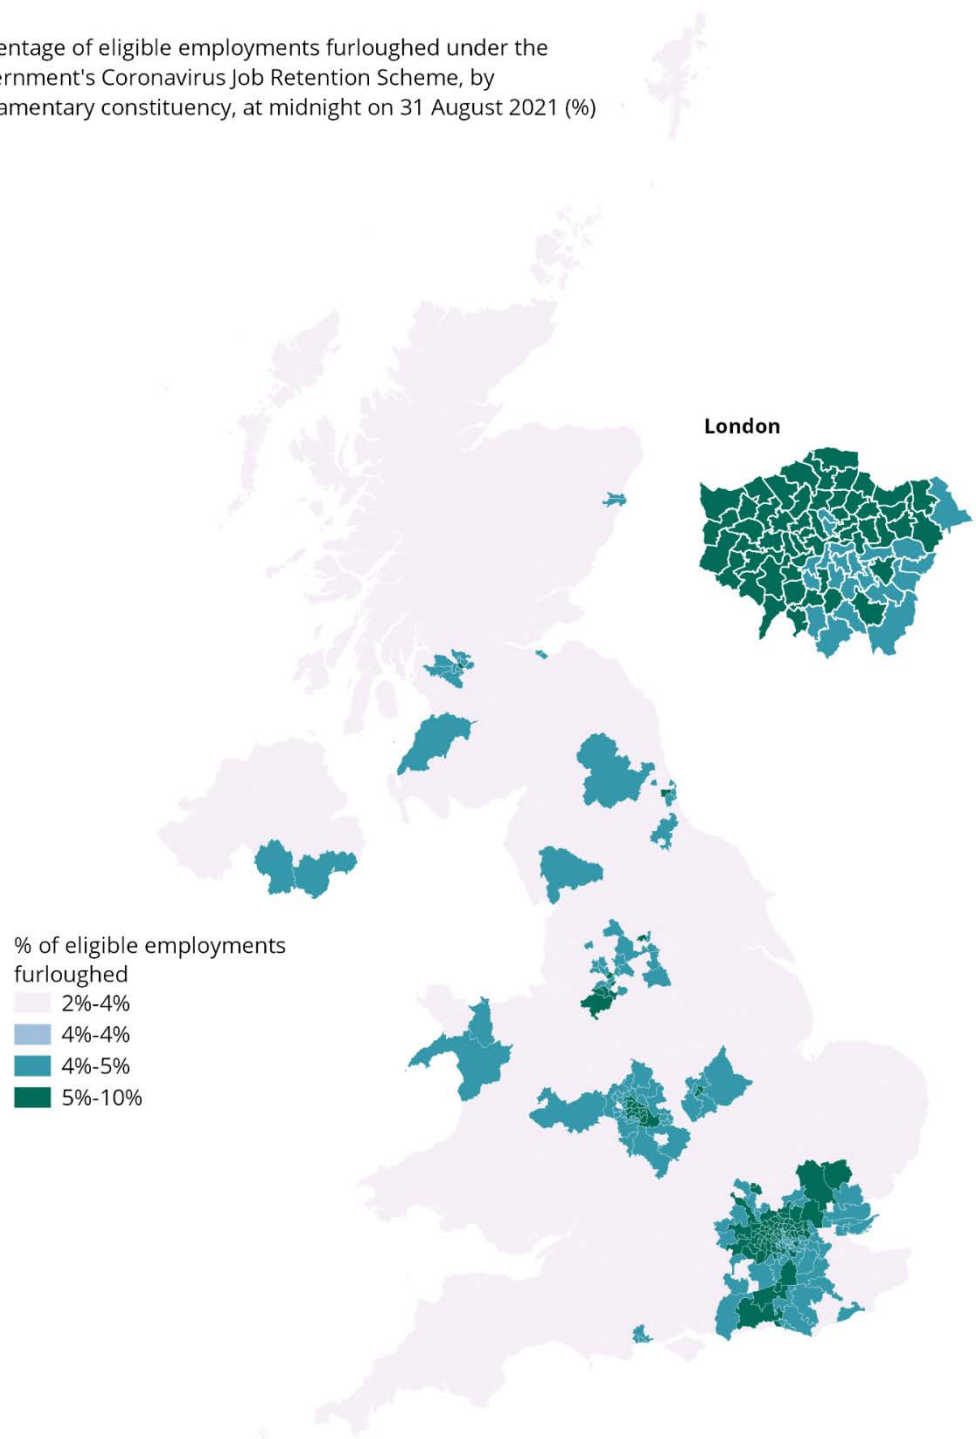 entage of eligible employments furloughed under the
ernment's Coronavirus Job Retention Scheme, by
amentary constituency, at midnight on 31 August 2021 (%)
London
% of eligible employments
furloughed
2%-4%
4%-4%
4%-5%
5%-10%